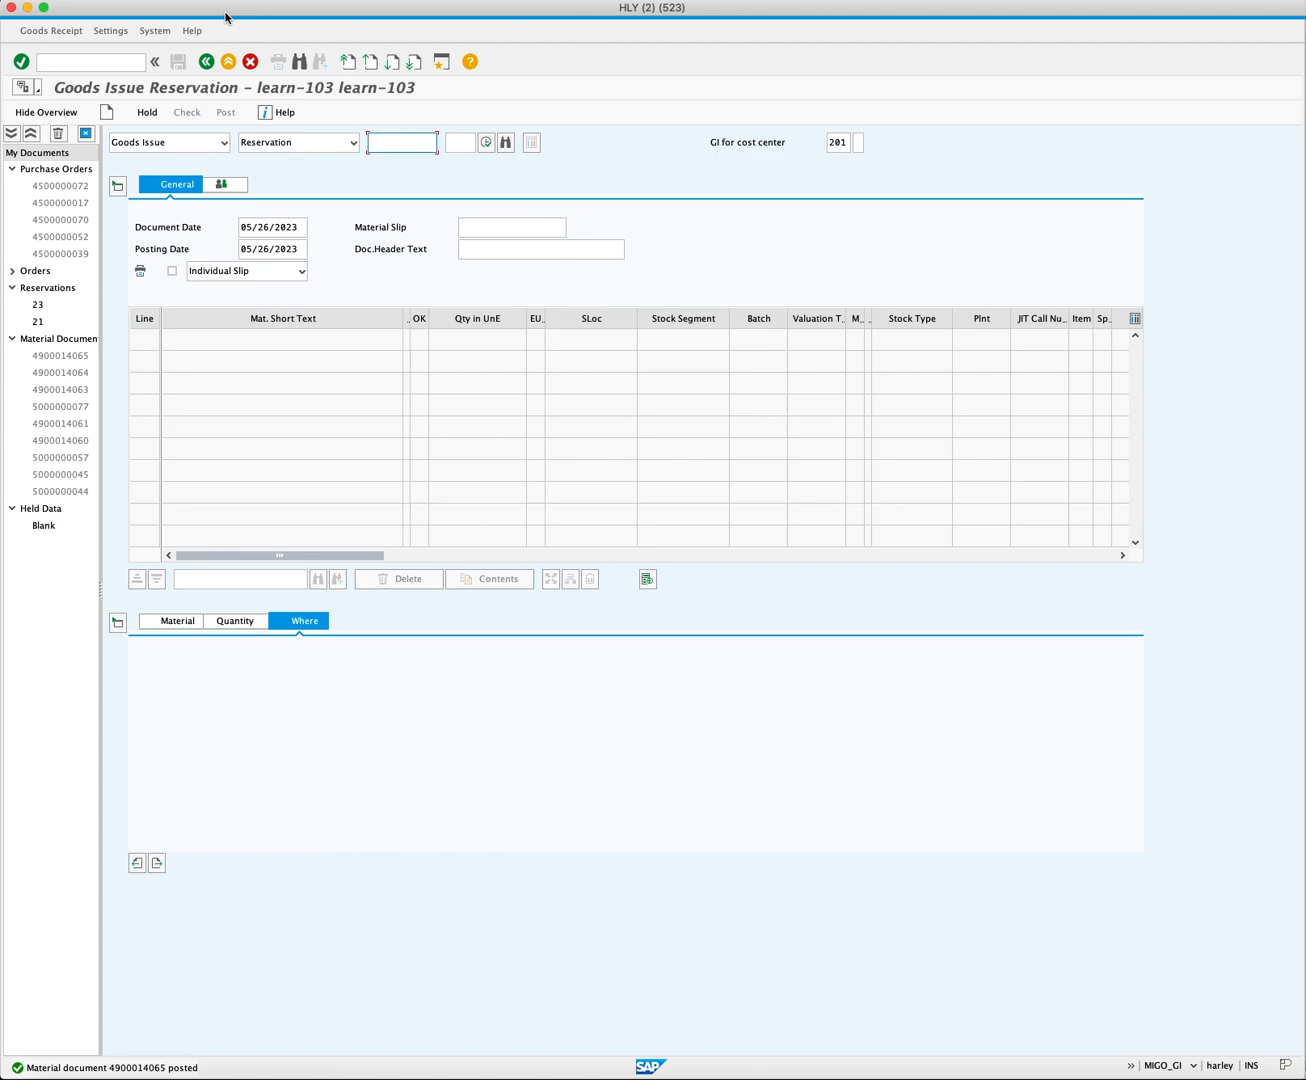 HLY (2) (523)
Goods Receipt Settings System Help
Goods Issue Reservation - learn-103 learn-103
Hide Overview Hold Check Post Help
My Documents
Goods Issue Reservation GI for cost center 201
Purchase Orders
4500000072
4500000017
4500000070
4500000052
4500000039
Orders
Reservations
23
21
Material Documen
4900014065
4900014064
4900014063
5000000077
4900014061
4900014060
5000000057
5000000045
5000000044
Held Data
Blank
General
Document Date 05/26/2023 Material Slip
Posting Date 05/26/2023 Doc.Header Text
Individual Slip
Line Mat. Short Text .. OK Qty in UnE EU.. SLoc Stock Segment Batch Valuation T.. M.. .. Stock Type Plnt JIT Call Nu.. Item Sp..
Delete Contents
Material Quantity Where
Material document 4900014065 posted
SAP
MIGO_GI harley INS